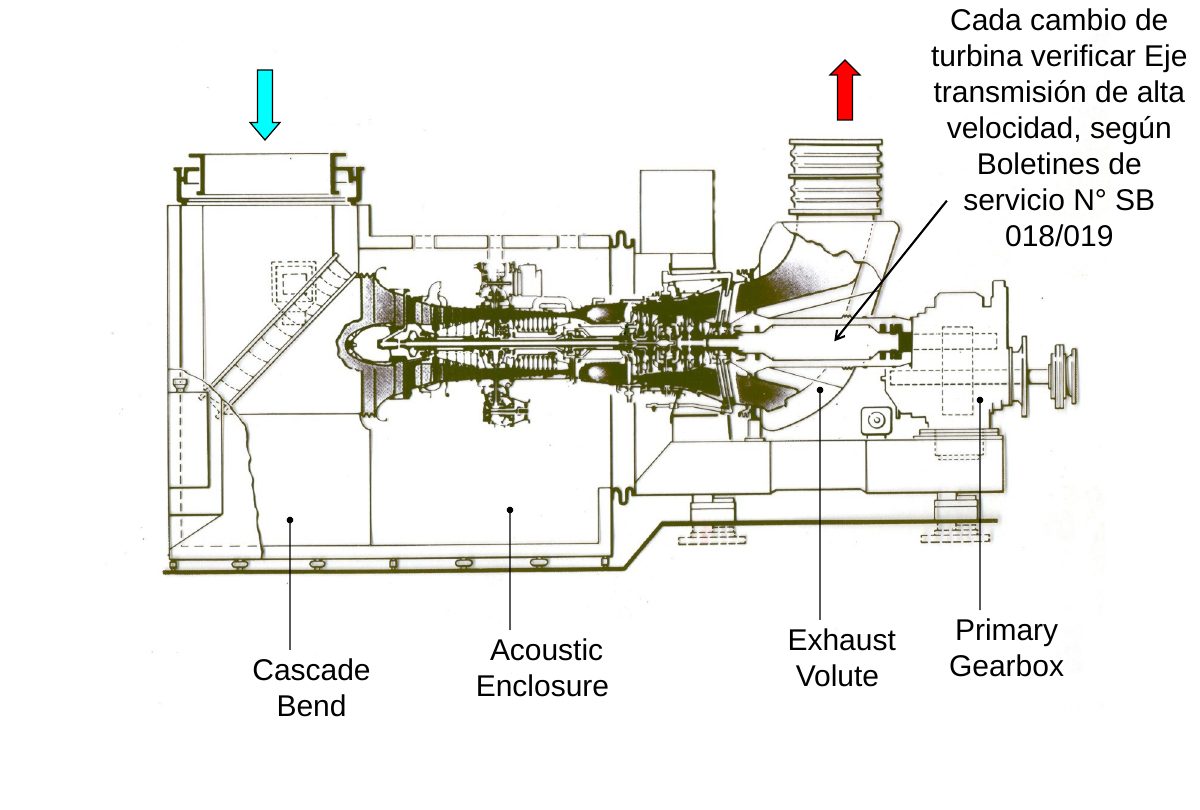 Cada cambio de
turbina verificar Eje
transmisión de alta
velocidad, según
Boletines de
servicio N° SB
018/019
Cascade
Bend
Acoustic
Enclosure
Exhaust
Volute
Primary
Gearbox